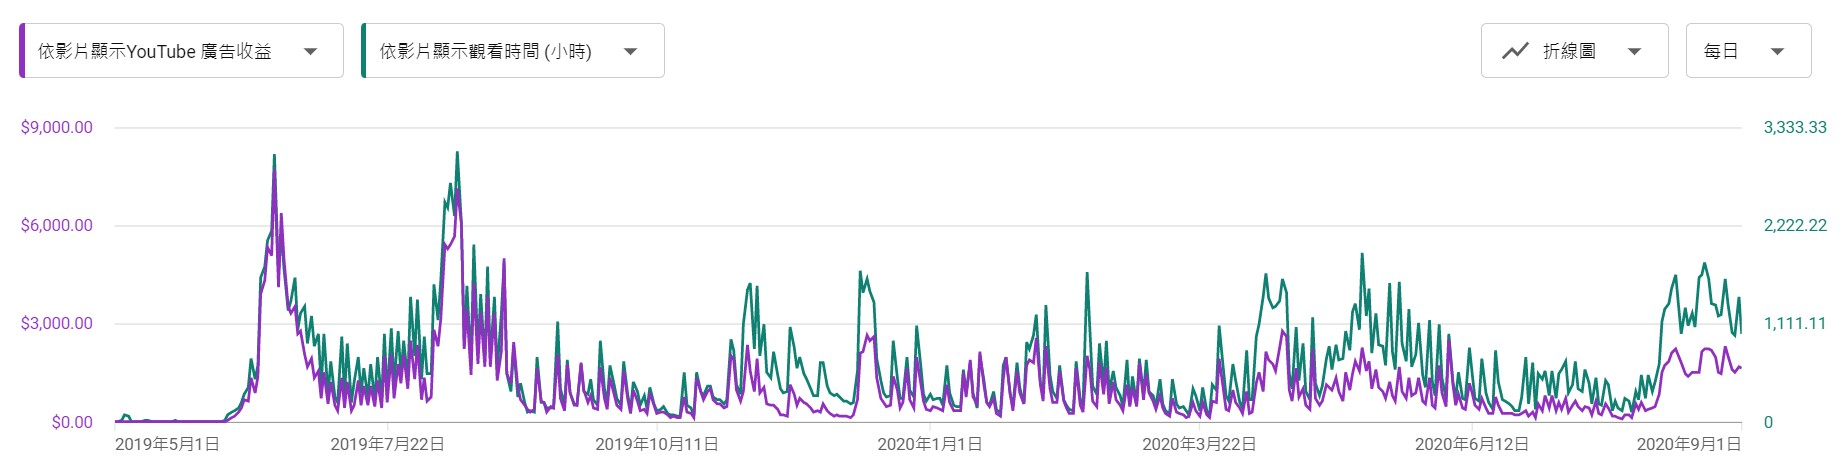 依影片顯示YouTube 廣告收益
依影片顯示觀看時間 (小時)
折線圖
每日
$9,000.00
3,333.33
$6,000.00
2,222.22
$3,000.00
1,111.11
$0.00
0
2019年5月1日
2019年7月22日
2019年10月11日
2020年1月1日
2020年3月22日
2020年6月12日
2020年9月1日